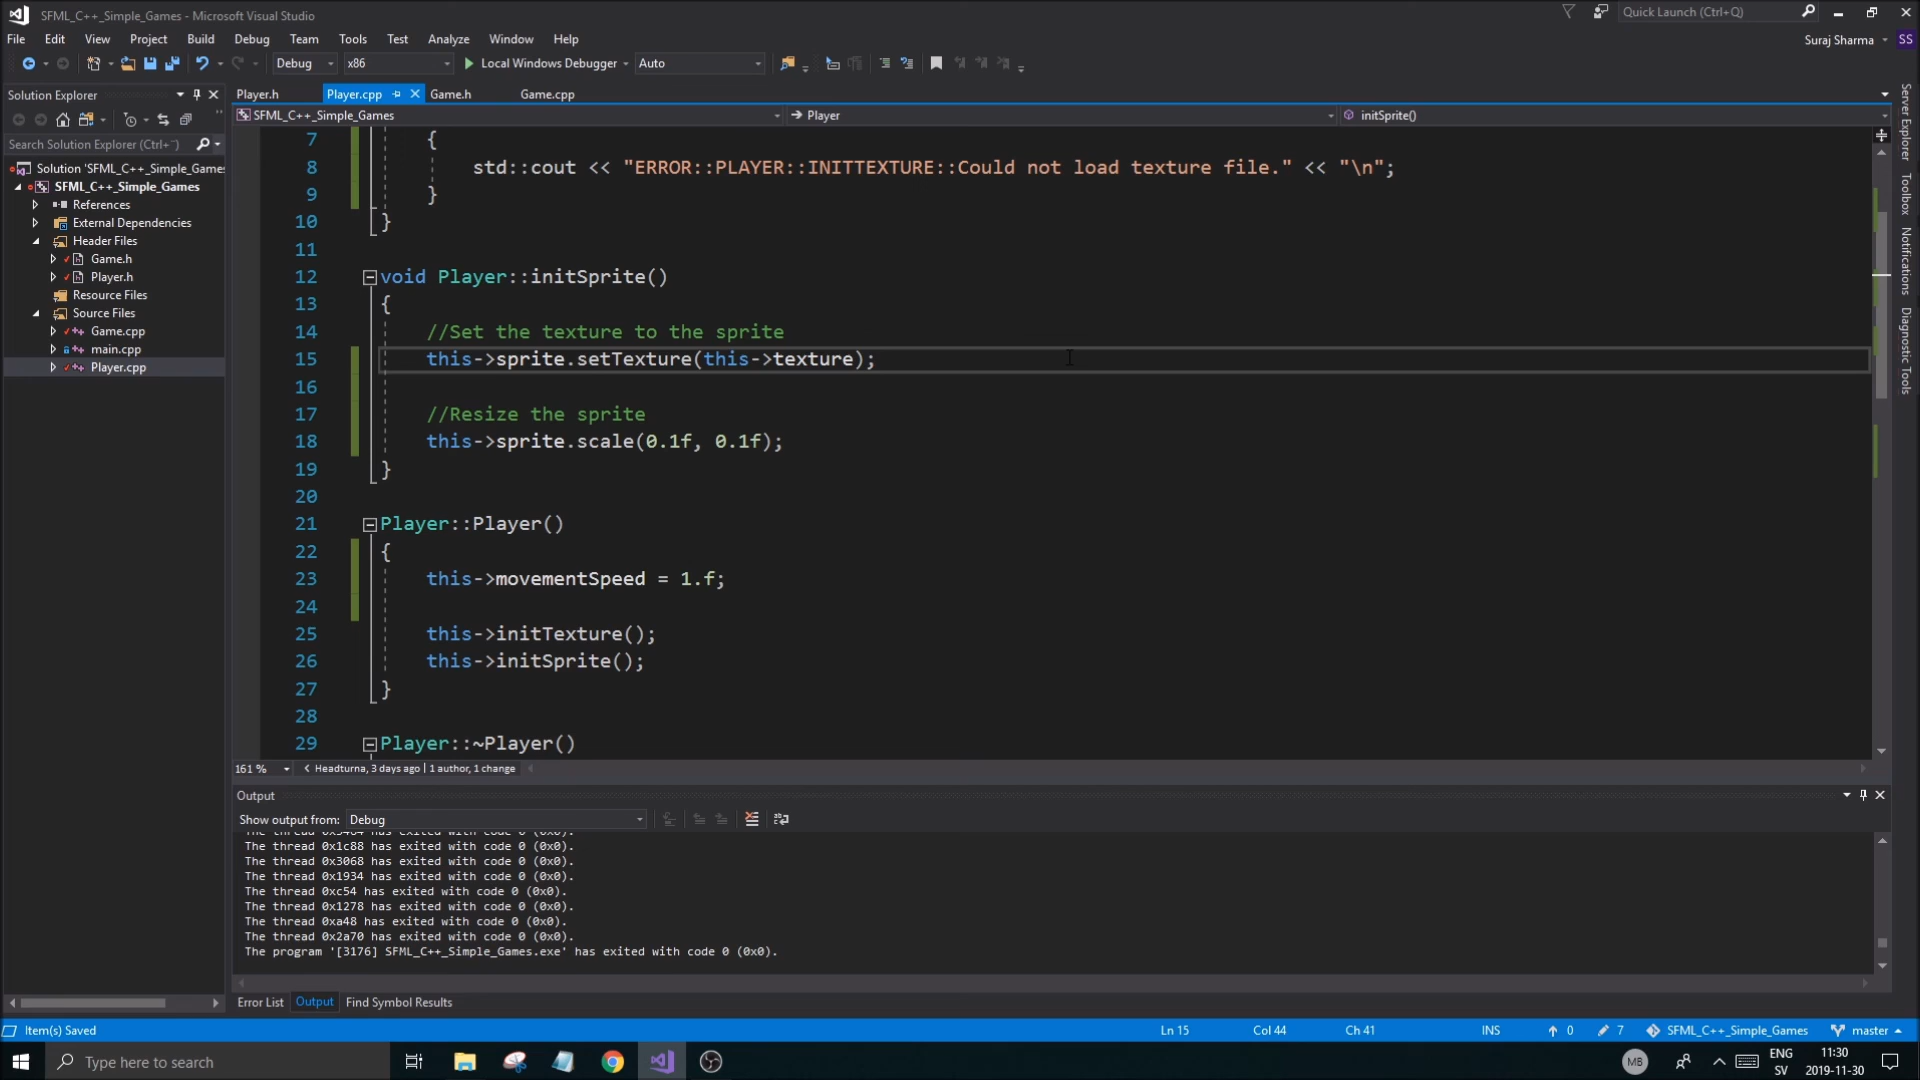 SFML_C++_Simple_Games - Microsoft Visual Studio
Quick Launch (Ctrl+Q)
File Edit View Project Build Debug Team Tools Test Analyze Window Help
Suraj Sharma SS
Debug x86 Local Windows Debugger Auto
Solution Explorer
Player.h Player.cpp Game.h Game.cpp
SFML_C++_Simple_Games Player initSprite()
Search Solution Explorer (Ctrl+¨)
Solution 'SFML_C++_Simple_Games
SFML_C++_Simple_Games
References
External Dependencies
Header Files
Game.h
Player.h
Resource Files
Source Files
Game.cpp
main.cpp
Player.cpp
7 {
8 std::cout << "ERROR::PLAYER::INITTEXTURE::Could not load texture file." << "\n";
9 }
10 }
11
12 void Player::initSprite()
13 {
14 //Set the texture to the sprite
15 this->sprite.setTexture(this->texture);
16
17 //Resize the sprite
18 this->sprite.scale(0.1f, 0.1f);
19 }
20
21 Player::Player()
22 {
23 this->movementSpeed = 1.f;
24
25 this->initTexture();
26 this->initSprite();
27 }
28
29 Player::~Player()
161 % Headturna, 3 days ago | 1 author, 1 change
Server Explorer
Toolbox
Notifications
Diagnostic Tools
Output
Show output from: Debug
The thread 0x1c88 has exited with code 0 (0x0).
The thread 0x3068 has exited with code 0 (0x0).
The thread 0x1934 has exited with code 0 (0x0).
The thread 0xc54 has exited with code 0 (0x0).
The thread 0x1278 has exited with code 0 (0x0).
The thread 0xa48 has exited with code 0 (0x0).
The thread 0x2a70 has exited with code 0 (0x0).
The program '[3176] SFML_C++_Simple_Games.exe' has exited with code 0 (0x0).
Error List Output Find Symbol Results
Item(s) Saved Ln 15 Col 44 Ch 41 INS 0 7 SFML_C++_Simple_Games master
Type here to search
MB
ENG
SV
11:30
2019-11-30